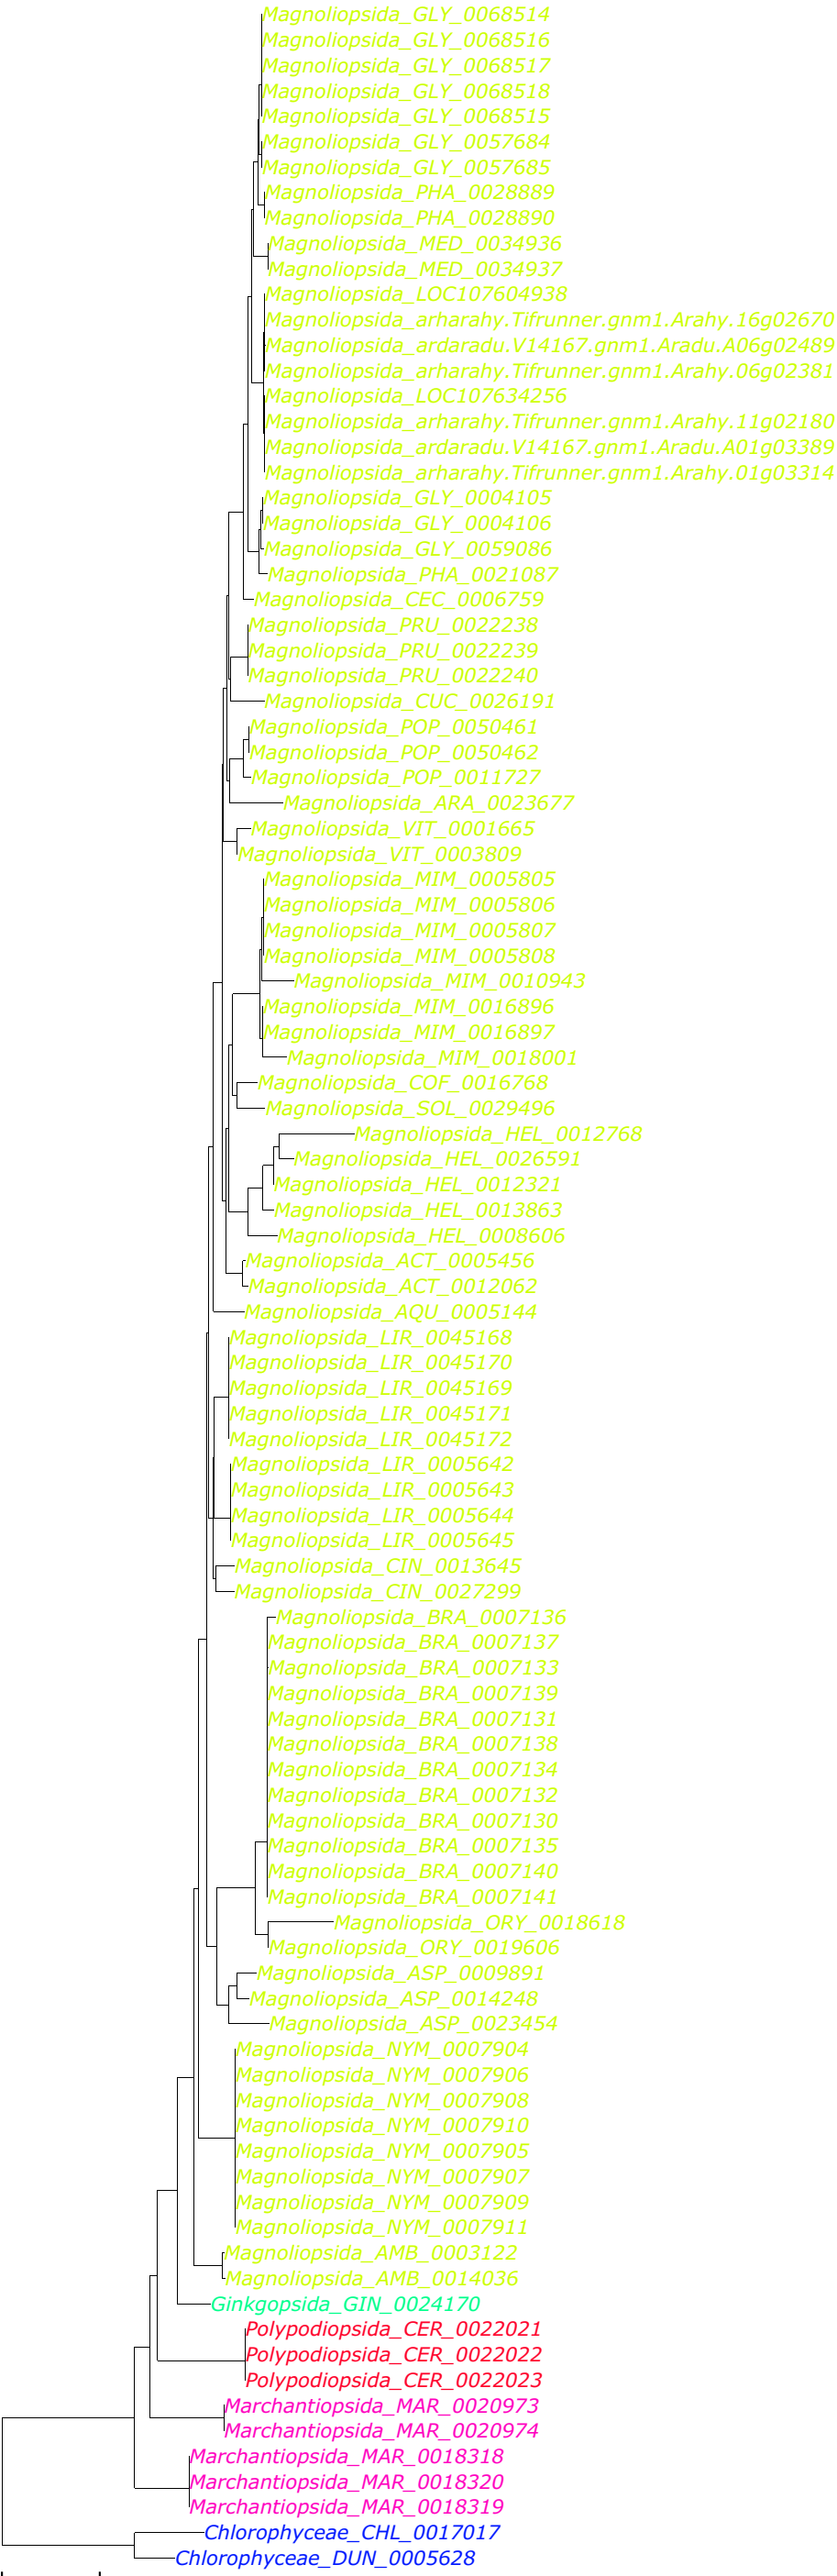 Magnoliopsida_GLY_0068514
Magnoliopsida_GLY_0068516
Magnoliopsida_GLY_0068517
Magnoliopsida_GLY_0068518
Magnoliopsida_GLY_0068515
Magnoliopsida_GLY_0057684
Magnoliopsida_GLY_0057685
Magnoliopsida_PHA_0028889
Magnoliopsida_PHA_0028890
Magnoliopsida_MED_0034936
Magnoliopsida_MED_0034937
Magnoliopsida_LOC107604938
Magnoliopsida_arharahy.Tifrunner.gnm1.Arahy.16g02670
Magnoliopsida_ardaradu.V14167.gnm1.Aradu.A06g02489
Magnoliopsida_arharahy.Tifrunner.gnm1.Arahy.06g02381
Magnoliopsida_LOC107634256
Magnoliopsida_arharahy.Tifrunner.gnm1.Arahy.11g02180
Magnoliopsida_ardaradu.V14167.gnm1.Aradu.A01g03389
Magnoliopsida_arharahy.Tifrunner.gnm1.Arahy.01g03314
Magnoliopsida_GLY_0004105
Magnoliopsida_GLY_0004106
Magnoliopsida_GLY_0059086
Magnoliopsida_PHA_0021087
Magnoliopsida_CEC_0006759
Magnoliopsida_PRU_0022238
Magnoliopsida_PRU_0022239
Magnoliopsida_PRU_0022240
Magnoliopsida_CUC_0026191
Magnoliopsida_POP_0050461
Magnoliopsida_POP_0050462
Magnoliopsida_POP_0011727
Magnoliopsida_ARA_0023677
Magnoliopsida_VIT_0001665
Magnoliopsida_VIT_0003809
Magnoliopsida_MIM_0005805
Magnoliopsida_MIM_0005806
Magnoliopsida_MIM_0005807
Magnoliopsida_MIM_0005808
Magnoliopsida_MIM_0010943
Magnoliopsida_MIM_0016896
Magnoliopsida_MIM_0016897
Magnoliopsida_MIM_0018001
Magnoliopsida_COF_0016768
Magnoliopsida_SOL_0029496
Magnoliopsida_HEL_0012768
Magnoliopsida_HEL_0026591
Magnoliopsida_HEL_0012321
Magnoliopsida_HEL_0013863
Magnoliopsida_HEL_0008606
Magnoliopsida_ACT_0005456
Magnoliopsida_ACT_0012062
Magnoliopsida_AQU_0005144
Magnoliopsida_LIR_0045168
Magnoliopsida_LIR_0045170
Magnoliopsida_LIR_0045169
Magnoliopsida_LIR_0045171
Magnoliopsida_LIR_0045172
Magnoliopsida_LIR_0005642
Magnoliopsida_LIR_0005643
Magnoliopsida_LIR_0005644
Magnoliopsida_LIR_0005645
Magnoliopsida_CIN_0013645
Magnoliopsida_CIN_0027299
Magnoliopsida_BRA_0007136
Magnoliopsida_BRA_0007137
Magnoliopsida_BRA_0007133
Magnoliopsida_BRA_0007139
Magnoliopsida_BRA_0007131
Magnoliopsida_BRA_0007138
Magnoliopsida_BRA_0007134
Magnoliopsida_BRA_0007132
Magnoliopsida_BRA_0007130
Magnoliopsida_BRA_0007135
Magnoliopsida_BRA_0007140
Magnoliopsida_BRA_0007141
Magnoliopsida_ORY_0018618
Magnoliopsida_ORY_0019606
Magnoliopsida_ASP_0009891
Magnoliopsida_ASP_0014248
Magnoliopsida_ASP_0023454
Magnoliopsida_NYM_0007904
Magnoliopsida_NYM_0007906
Magnoliopsida_NYM_0007908
Magnoliopsida_NYM_0007910
Magnoliopsida_NYM_0007905
Magnoliopsida_NYM_0007907
Magnoliopsida_NYM_0007909
Magnoliopsida_NYM_0007911
Magnoliopsida_AMB_0003122
Magnoliopsida_AMB_0014036
Ginkgopsida_GIN_0024170
Polypodiopsida_CER_0022021
Polypodiopsida_CER_0022022
Polypodiopsida_CER_0022023
Marchantiopsida_MAR_0020973
Marchantiopsida_MAR_0020974
Marchantiopsida_MAR_0018318
Marchantiopsida_MAR_0018320
Marchantiopsida_MAR_0018319
Chlorophyceae_CHL_0017017
Chlorophyceae_DUN_0005628